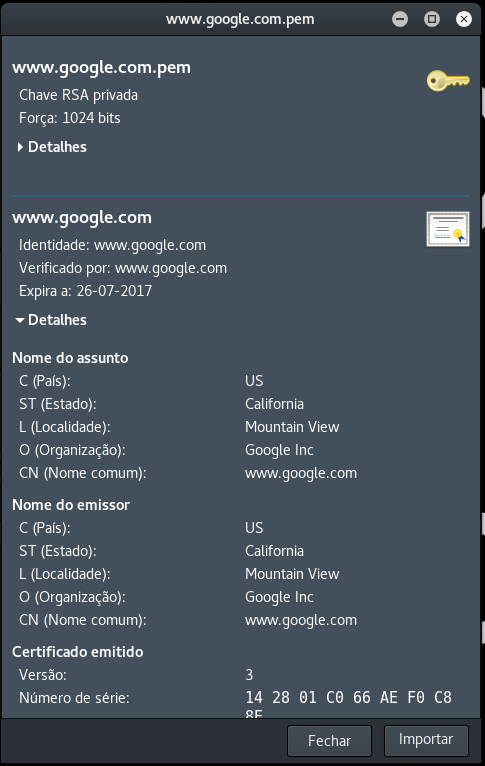 www.google.com.pem
www.google.com.pem
Chave RSA privada
Força: 1024 bits
Detalhes
www.google.com
Identidade: www.google.com
Verificado por: www.google.com
Expira a: 26-07-2017
Detalhes
Nome do assunto
C (País): US
ST (Estado): California
L (Localidade): Mountain View
O (Organização): Google Inc
CN (Nome comum): www.google.com
Nome do emissor
C (País): US
ST (Estado): California
L (Localidade): Mountain View
O (Organização): Google Inc
CN (Nome comum): www.google.com
Certificado emitido
Versão: 3
Número de série: 14 28 01 C0 66 AE F0 C8
Fechar Importar